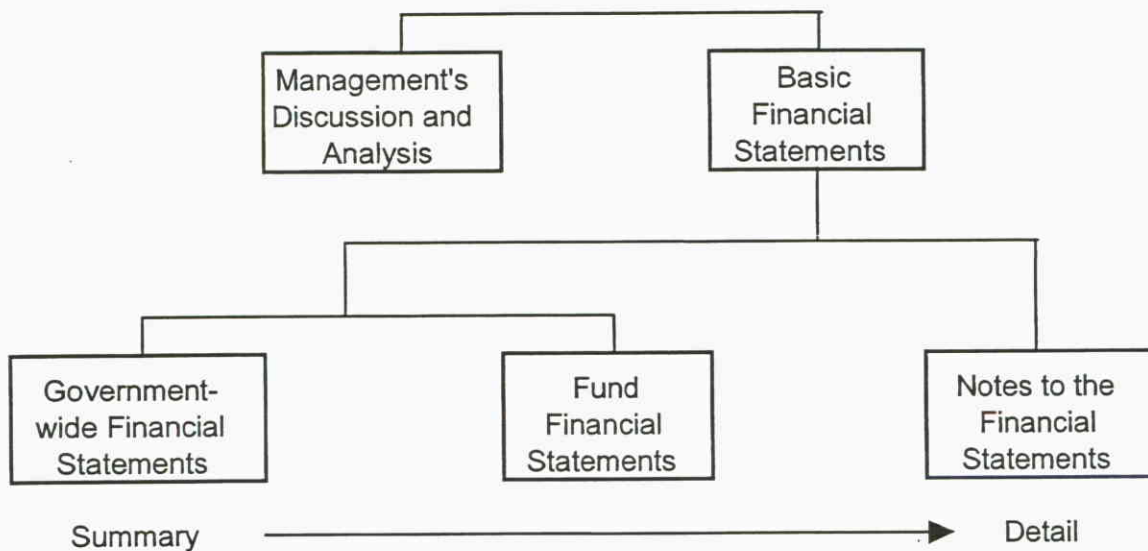 Management's
Discussion and
Analysis
Basic
Financial
Statements
Government-
wide Financial
Statements
Fund
Financial
Statements
Notes to the
Financial
Statements
Summary
Detail